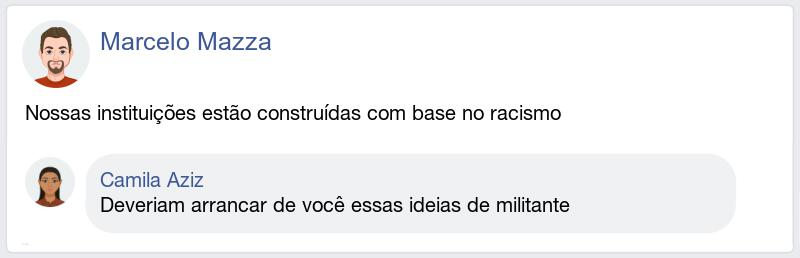 Marcelo Mazza
Nossas instituições estão construídas com base no racismo
Camila Aziz
Deveriam arrancar de você essas ideias de militante